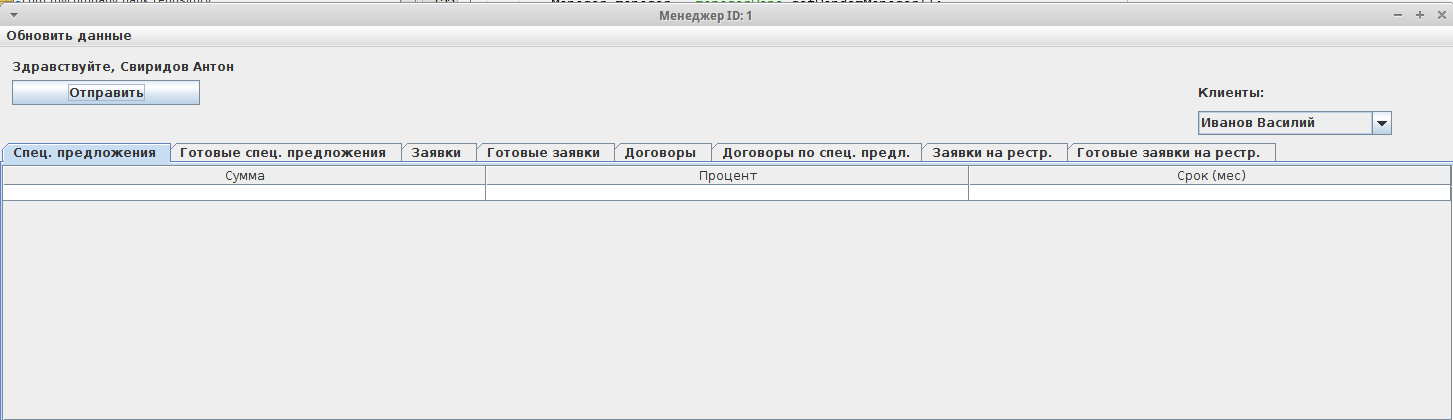 Менеджер ID: 1
Обновить данные
Здравствуйте, Свиридов Антон
Отправить
Клиенты:
Иванов Василий
Спец. предложения Готовые спец. предложения Заявки Готовые заявки Договоры Договоры по спец. предл. Заявки на рестр. Готовые заявки на рестр.
Сумма Процент Срок (мес)